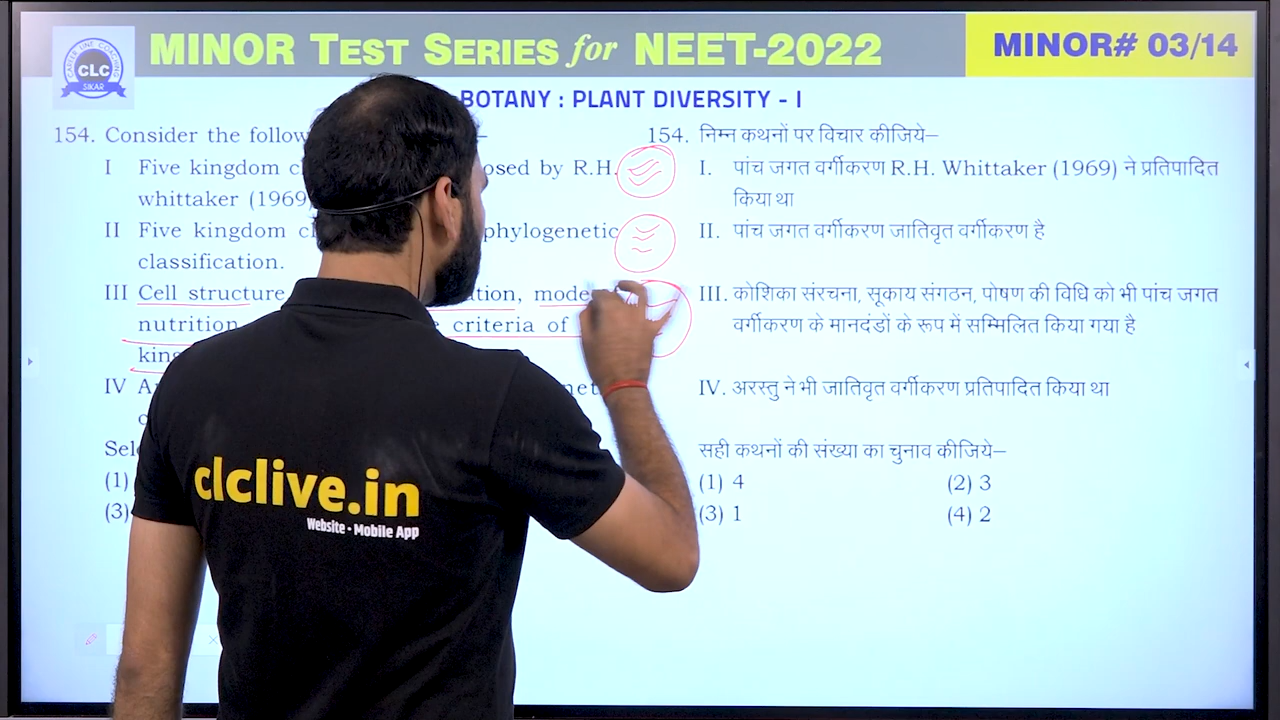 CAREER LINE COACHING
CLC
SIKAR
MINOR TEST SERIES for NEET-2022
MINOR# 03/14
BOTANY : PLANT DIVERSITY - I
154. Consider the –
I Five kingdom by R.H.
whittaker (1969)
II Five kingdom phylogenetic
classification.
III Cell structure, mode
nutrition criteria of
IV
(1)
(3)
154. निम्न कथनों पर विचार कीजिये–
I. पांच जगत वर्गीकरण R.H. Whittaker (1969) ने प्रतिपादित
किया था
II. पांच जगत वर्गीकरण जातिवृत वर्गीकरण है
III. कोशिका संरचना, सूकाय संगठन, पोषण की विधि को भी पांच जगत
वर्गीकरण के मानदंडों के रूप में सम्मिलित किया गया है
IV. अरस्तु ने भी जातिवृत वर्गीकरण प्रतिपादित किया था
सही कथनों की संख्या का चुनाव कीजिये–
(1) 4 (2) 3
(3) 1 (4) 2
clclive.in
Website • Mobile App